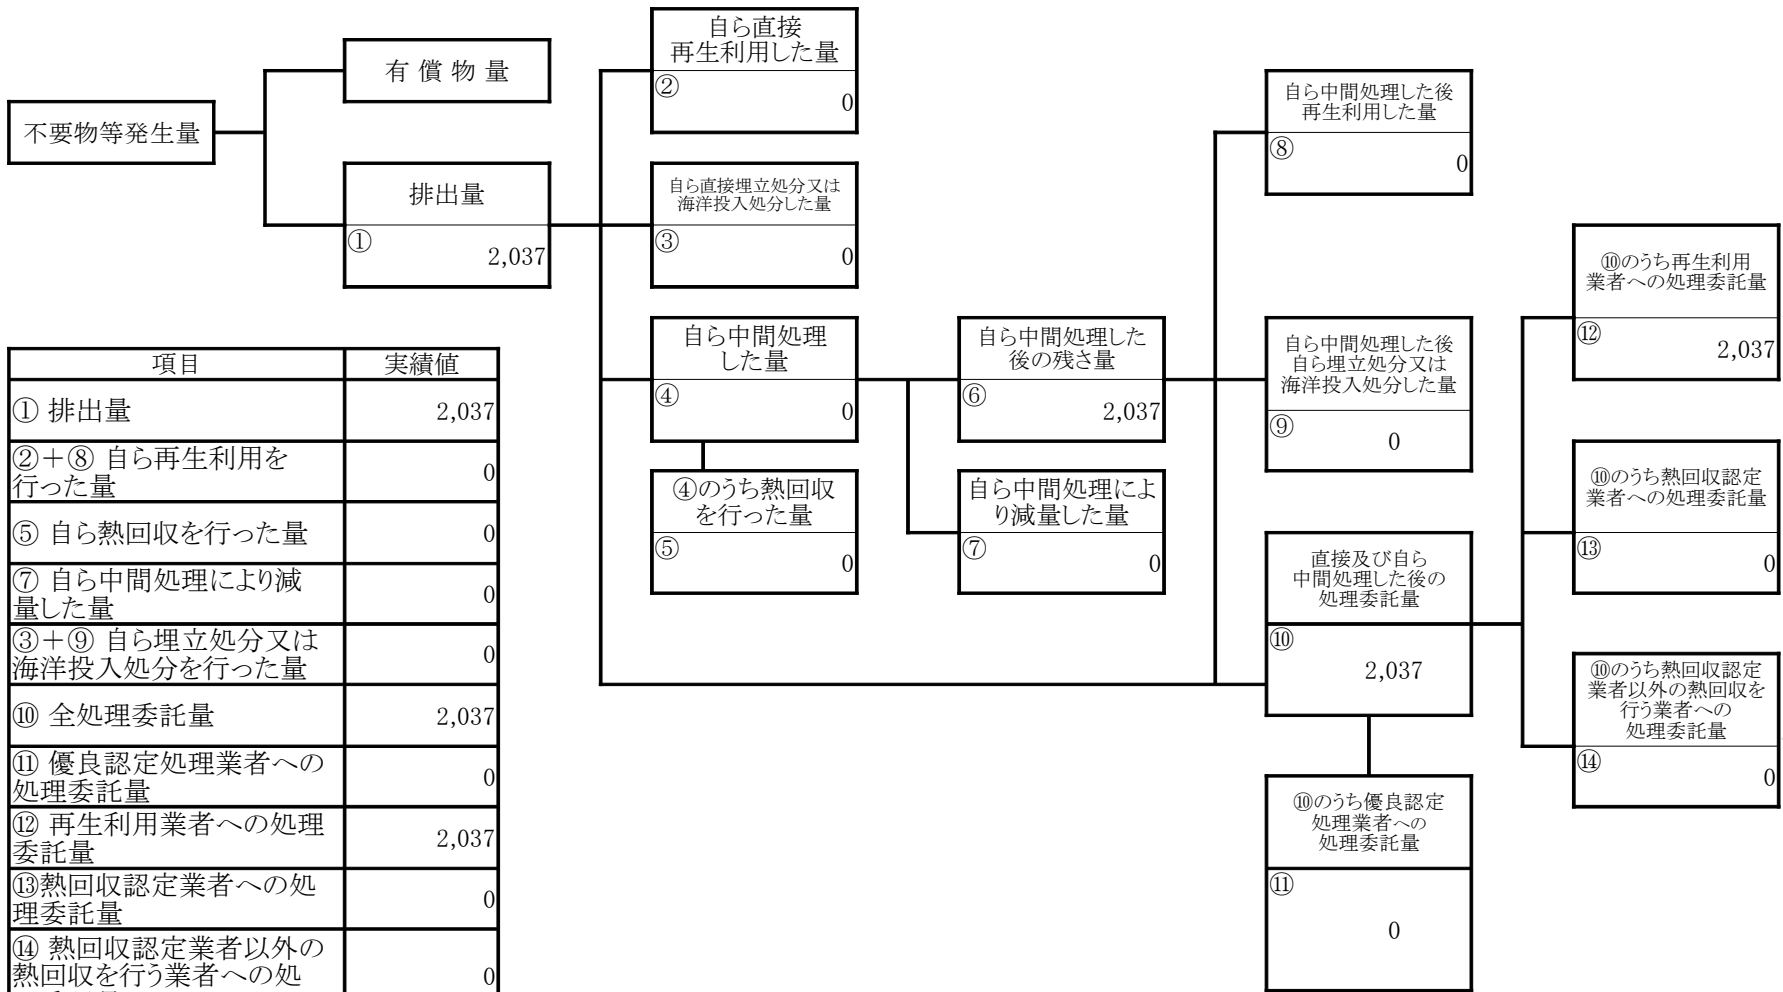 不要物等発生量
有 償 物 量
排出量
①
2,037
自ら直接
再生利用した量
②
0
自ら直接埋立処分又は
海洋投入処分した量
③
0
自ら中間処理
した量
④
0
④のうち熱回収
を行った量
⑤
0
自ら中間処理した
後の残さ量
⑥
2,037
自ら中間処理によ
り減量した量
⑦
0
自ら中間処理した後
再生利用した量
⑧
0
自ら中間処理した後
自ら埋立処分又は
海洋投入処分した量
⑨
0
直接及び自ら
中間処理した後の
処理委託量
⑩
2,037
⑩のうち優良認定
処理業者への
処理委託量
⑪
0
⑩のうち再生利用
業者への処理委託量
⑫
2,037
⑩のうち熱回収認定
業者への処理委託量
⑬
0
⑩のうち熱回収認定
業者以外の熱回収を
行う業者への
処理委託量
⑭
0
項目 実績値
① 排出量 2,037
②＋⑧ 自ら再生利用を
行った量 0
⑤ 自ら熱回収を行った量 0
⑦ 自ら中間処理により減
量した量 0
③＋⑨ 自ら埋立処分又は
海洋投入処分を行った量 0
⑩ 全処理委託量 2,037
⑪ 優良認定処理業者への
処理委託量 0
⑫ 再生利用業者への処理
委託量 2,037
⑬熱回収認定業者への処
理委託量 0
⑭ 熱回収認定業者以外の
熱回収を行う業者への処 0